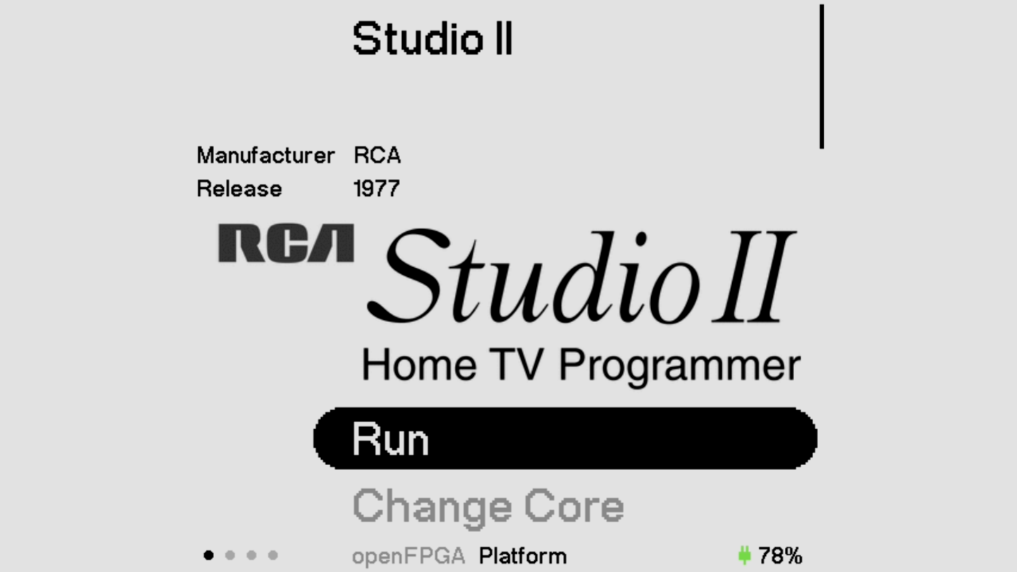 Studio II
Manufacturer RCA
Release 1977
RCA Studio II
Home TV Programmer
Run
Change Core
openFPGA Platform 78%